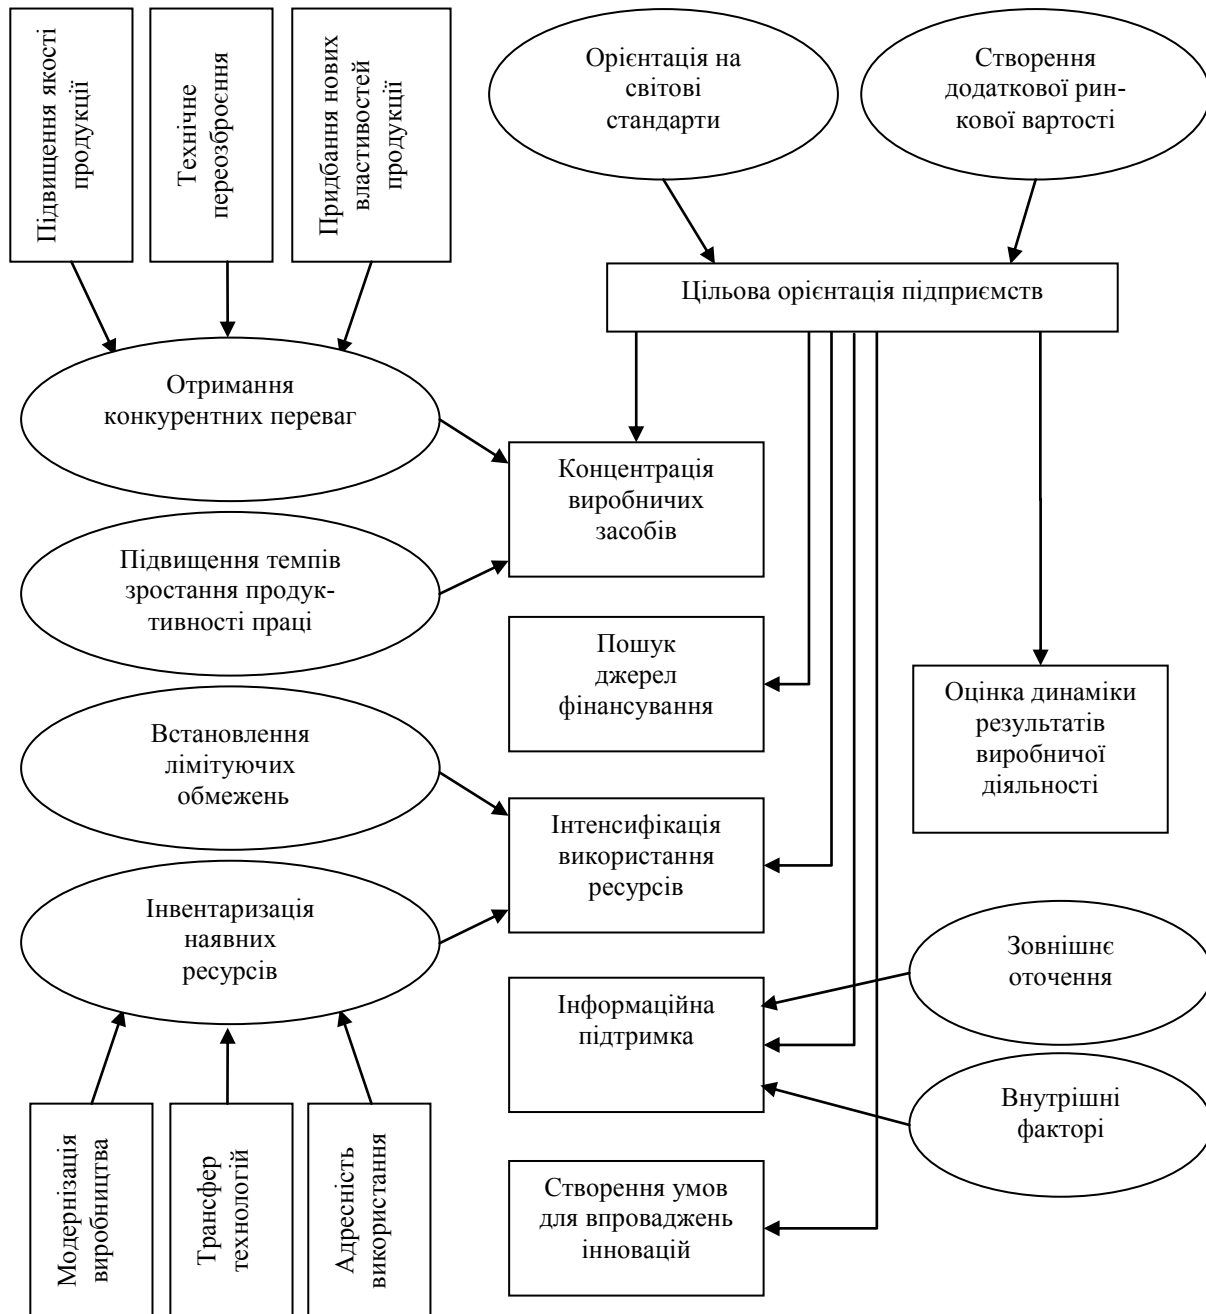 Підвищення якості
продукції
Технічне
переозброєння
Придбання нових
властивостей
продукції
Орієнтація на
світові
стандарти
Створення
додаткової рин-
кової вартості
Цільова орієнтація підприємств
Отримання
конкурентних переваг
Концентрація
виробничих
засобів
Підвищення темпів
зростання продук-
тивності праці
Пошук
джерел
фінансування
Оцінка динаміки
результатів
виробничої
діяльності
Встановлення
лімітуючих
обмежень
Інтенсифікація
використання
ресурсів
Інвентаризація
наявних
ресурсів
Зовнішнє
оточення
Інформаційна
підтримка
Внутрішні
факторі
Модернізація
виробництва
Трансфер
технологій
Адресність
використання
Створення умов
для впроваджень
інновацій